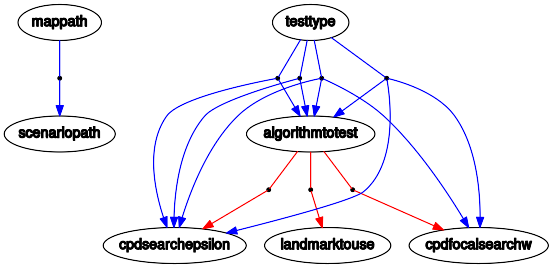 mappath testtype
scenariopath algorithmtotest
cpdsearchepsilon landmarktouse cpdfocalsearchw